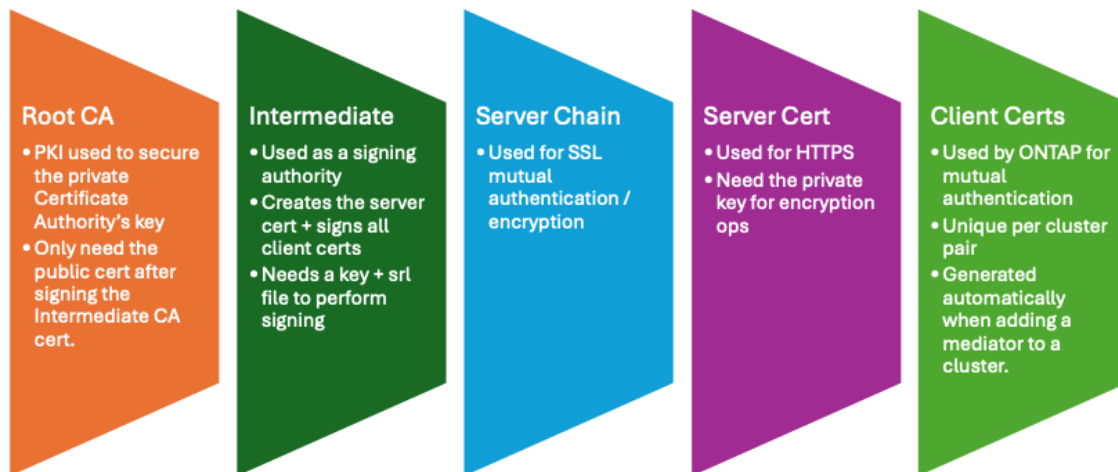 Root CA
• PKI used to secure
the private
Certificate
Authority's key
• Only need the
public cert after
signing the
Intermediate CA
cert.
Intermediate
• Used as a signing
authority
• Creates the server
cert + signs all
client certs
• Needs a key + srl
file to perform
signing
Server Chain
• Used for SSL
mutual
authentication /
encryption
Server Cert
• Used for HTTPS
• Need the private
key for encryption
ops
Client Certs
• Used by ONTAP for
mutual
authentication
• Unique per cluster
pair
• Generated
automatically
when adding a
mediator to a
cluster.